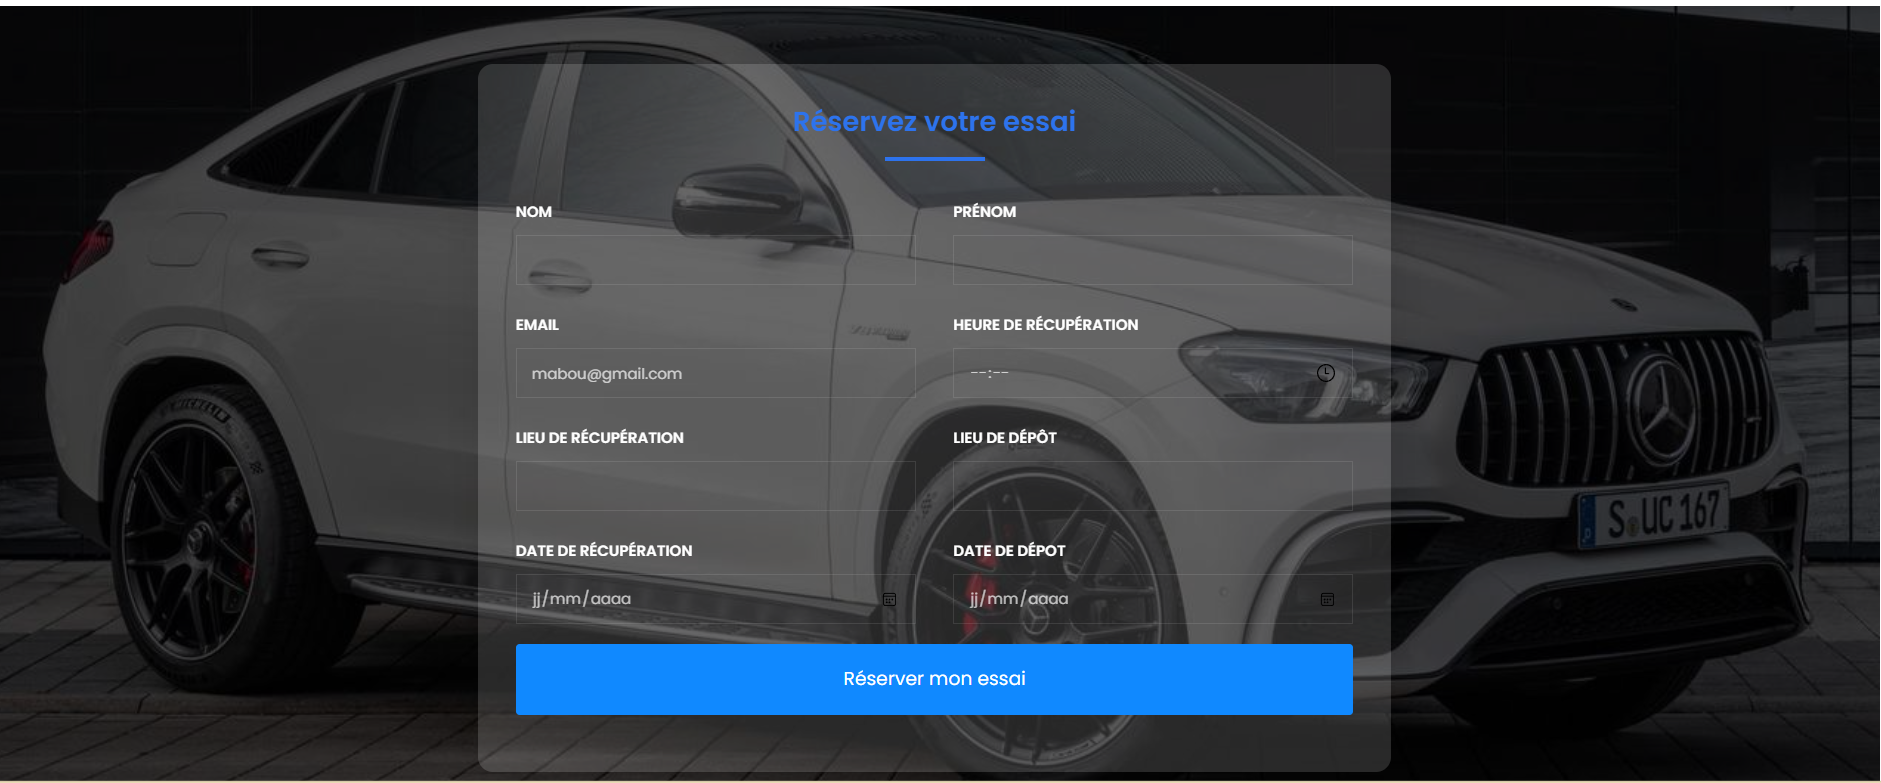 Réservez votre essai
NOM
PRÉNOM
EMAIL
HEURE DE RÉCUPÉRATION
mabou@gmail.com
--:--
LIEU DE RÉCUPÉRATION
LIEU DE DÉPÔT
S UC 167
DATE DE RÉCUPÉRATION
DATE DE DÉPOT
jj/mm/aaaa
jj/mm/aaaa
Réserver mon essai
MICHELIN